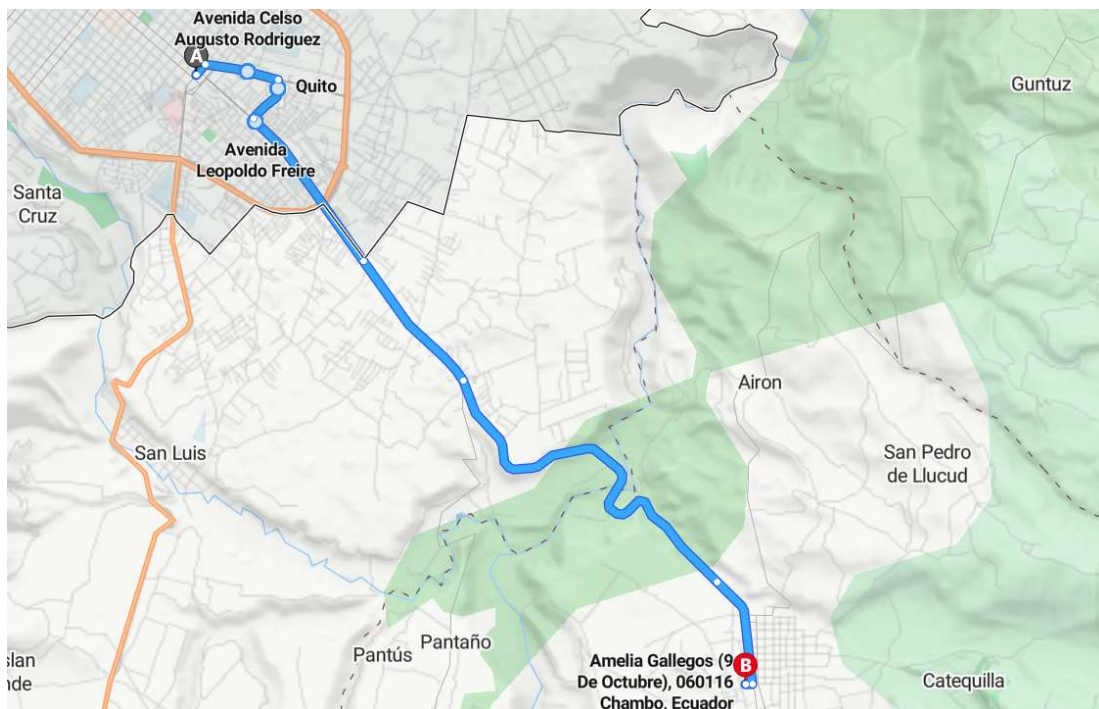 Avenida Celso
Augusto Rodriguez
A
Quito
Guntuz
Avenida
Leopoldo Freire
Santa
Cruz
Airon
San Luis
San Pedro
de Llucud
Pantaño
Pantús
Amelia Gallegos (9
De Octubre), 060116
Chambo, Ecuador
B
slan
nde
Catequilla